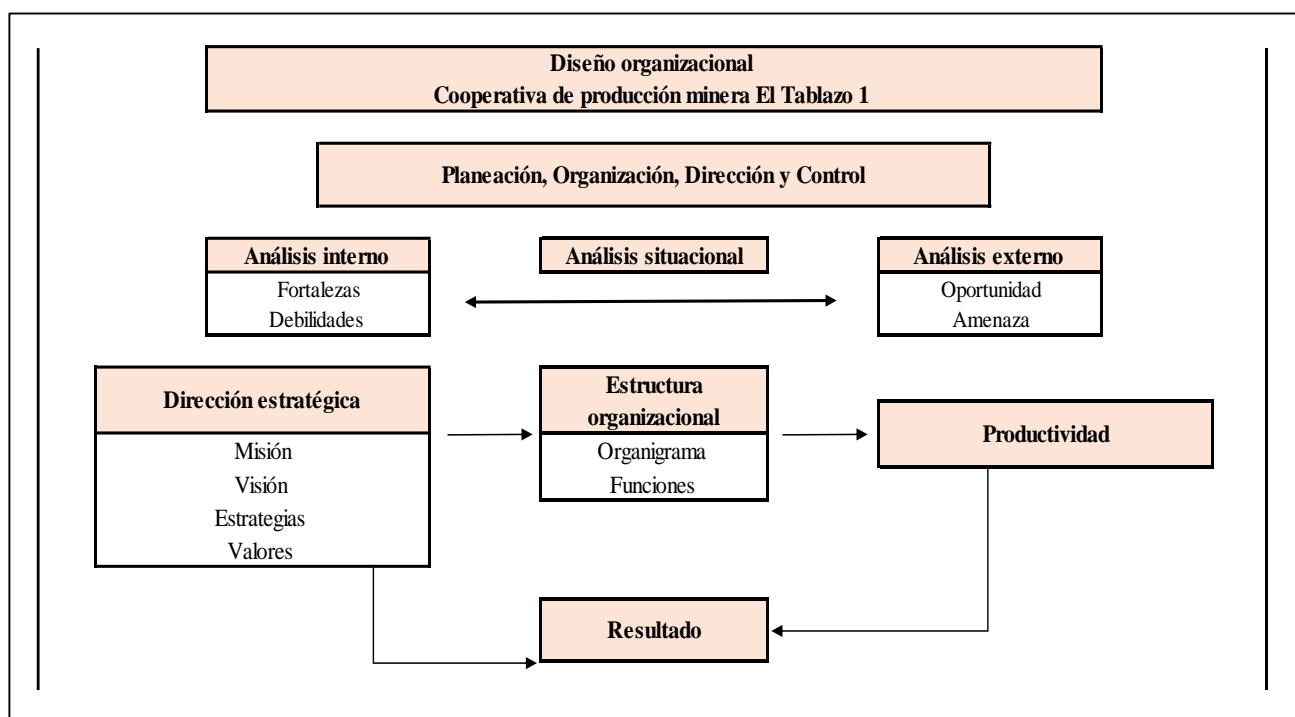 Diseño organizacional
Cooperativa de producción minera El Tablazo 1
Planeación, Organización, Dirección y Control
Análisis interno
Fortalezas
Debilidades
Análisis situacional
Análisis externo
Oportunidad
Amenaza
Dirección estratégica
Misión
Visión
Estrategias
Valores
Estructura
organizacional
Organigrama
Funciones
Productividad
Resultado